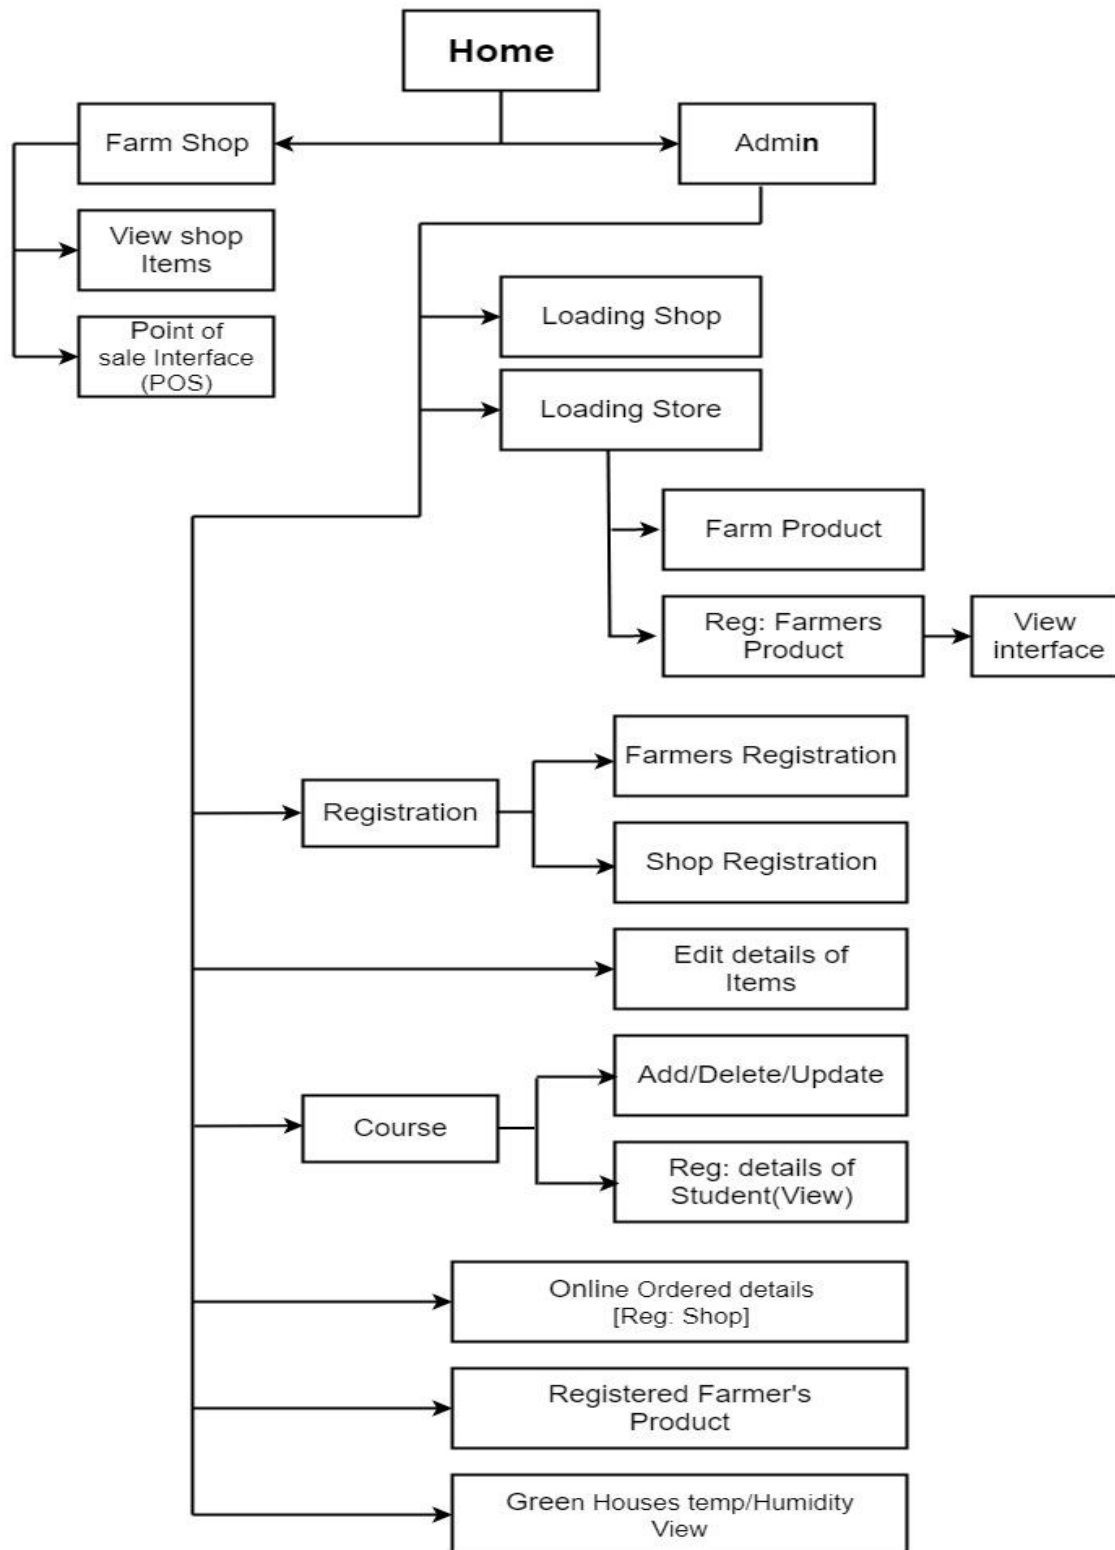 Home
Farm Shop
Admin
View shop
Items
Point of
sale Interface
(POS)
Loading Shop
Loading Store
Farm Product
Reg: Farmers
Product
View
interface
Farmers Registration
Registration
Shop Registration
Edit details of
Items
Add/Delete/Update
Course
Reg: details of
Student(View)
Online Ordered details
[Reg: Shop]
Registered Farmer's
Product
Green Houses temp/Humidity
View